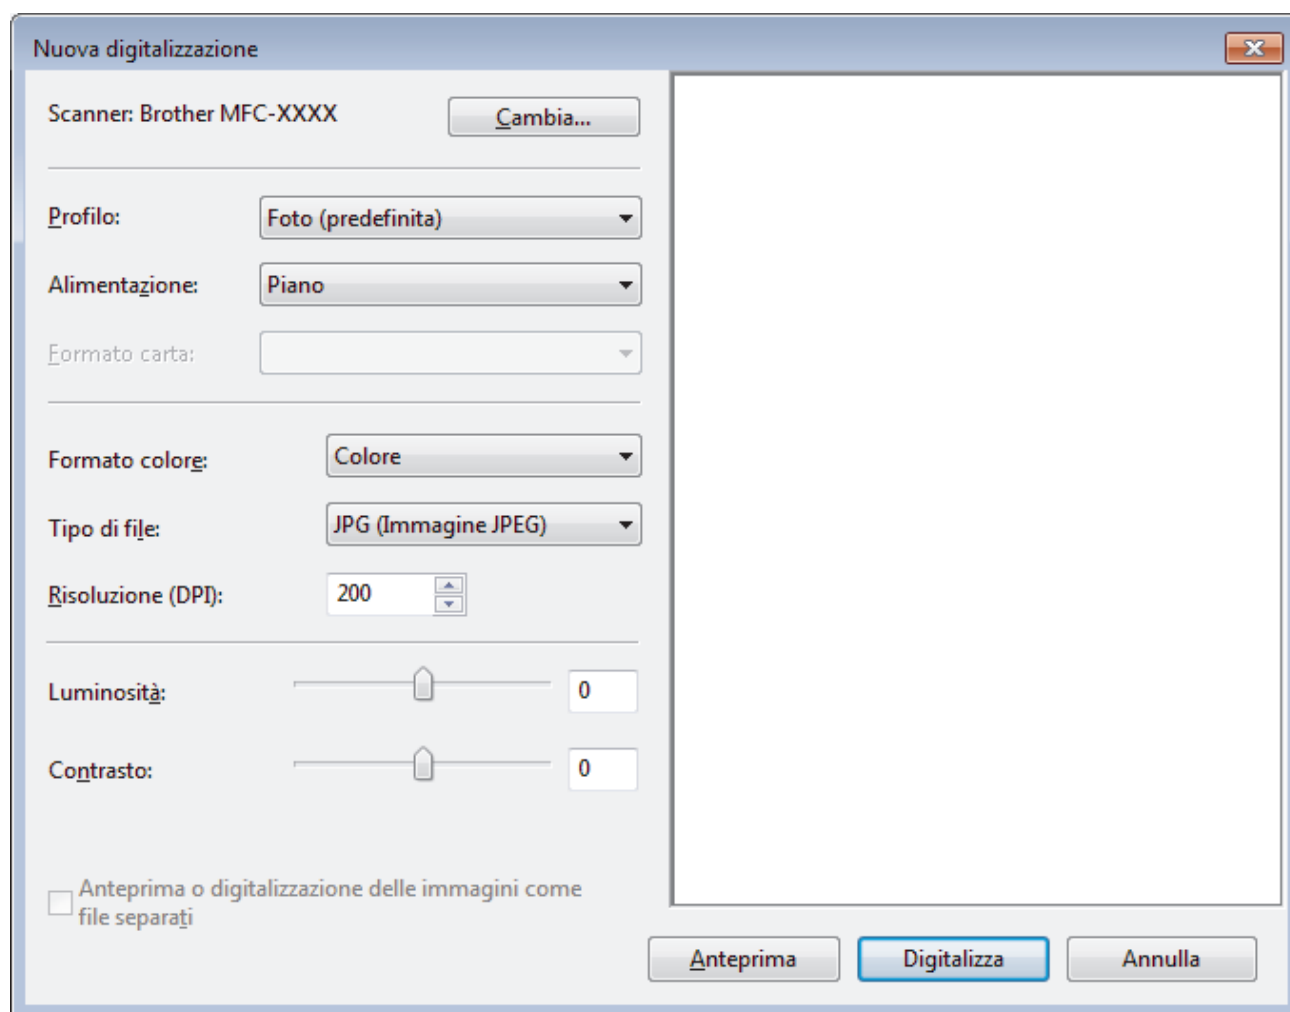 Nuova digitalizzazione
Scanner: Brother MFC-XXXX
Cambia...
Profilo:
Foto (predefinita)
Alimentazione:
Piano
Formato carta:
Formato colore:
Colore
Tipo di file:
JPG (Immagine JPEG)
Risoluzione (DPI):
200
Luminosità:
0
Contrasto:
0
Anteprima o digitalizzazione delle immagini come
file separati
Anteprima
Digitalizza
Annulla